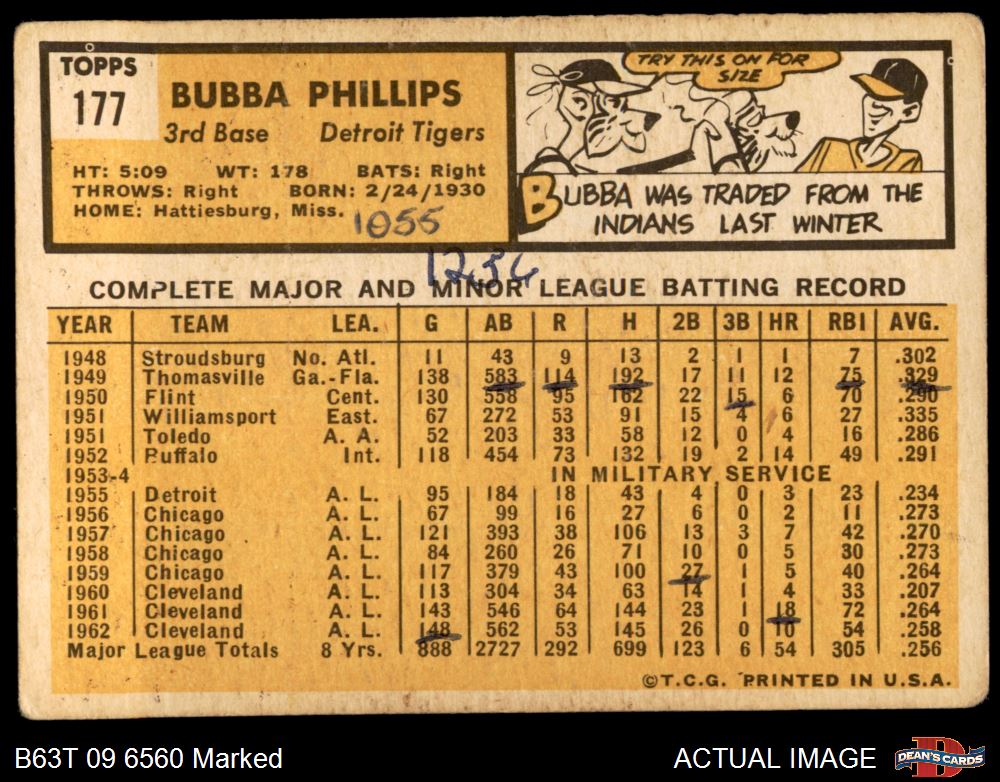 TOPPS
177
BUBBA PHILLIPS
3rd Base Detroit Tigers
HT: 5:09 WT: 178 BATS: Right
THROWS: Right BORN: 2/24/1930
HOME: Hattiesburg, Miss. 1055
TRY THIS ON FOR
SIZE
BUBBA WAS TRADED FROM THE
INDIANS LAST WINTER
1236
COMPLETE MAJOR AND MINOR LEAGUE BATTING RECORD
YEAR TEAM LEA. G AB R H 2B 3B HR RBI AVG.
1948 Stroudsburg No. Atl. 11 43 9 13 2 1 1 7 .302
1949 Thomasville Ga.-Fla. 138 583 114 192 17 11 12 75 .329
1950 Flint Cent. 130 558 95 162 22 15 6 70 .290
1951 Williamsport East. 67 272 53 91 15 4 6 27 .335
1951 Toledo A. A. 52 203 33 58 12 0 4 16 .286
1952 Buffalo Int. 118 454 73 132 19 2 14 49 .291
1953-4 IN MILITARY SERVICE
1955 Detroit A. L. 95 184 18 43 4 0 3 23 .234
1956 Chicago A. L. 67 99 16 27 6 0 2 11 .273
1957 Chicago A. L. 121 393 38 106 13 3 7 42 .270
1958 Chicago A. L. 84 260 26 71 10 0 5 30 .273
1959 Chicago A. L. 117 379 43 100 27 1 5 40 .264
1960 Cleveland A. L. 113 304 34 63 14 1 4 33 .207
1961 Cleveland A. L. 143 546 64 144 23 1 18 72 .264
1962 Cleveland A. L. 148 562 53 145 26 0 10 54 .258
Major League Totals 8 Yrs. 888 2727 292 699 123 6 54 305 .256
©T.C.G. PRINTED IN U.S.A.
B63T 09 6560 Marked
ACTUAL IMAGE
D
DEAN'S CARDS